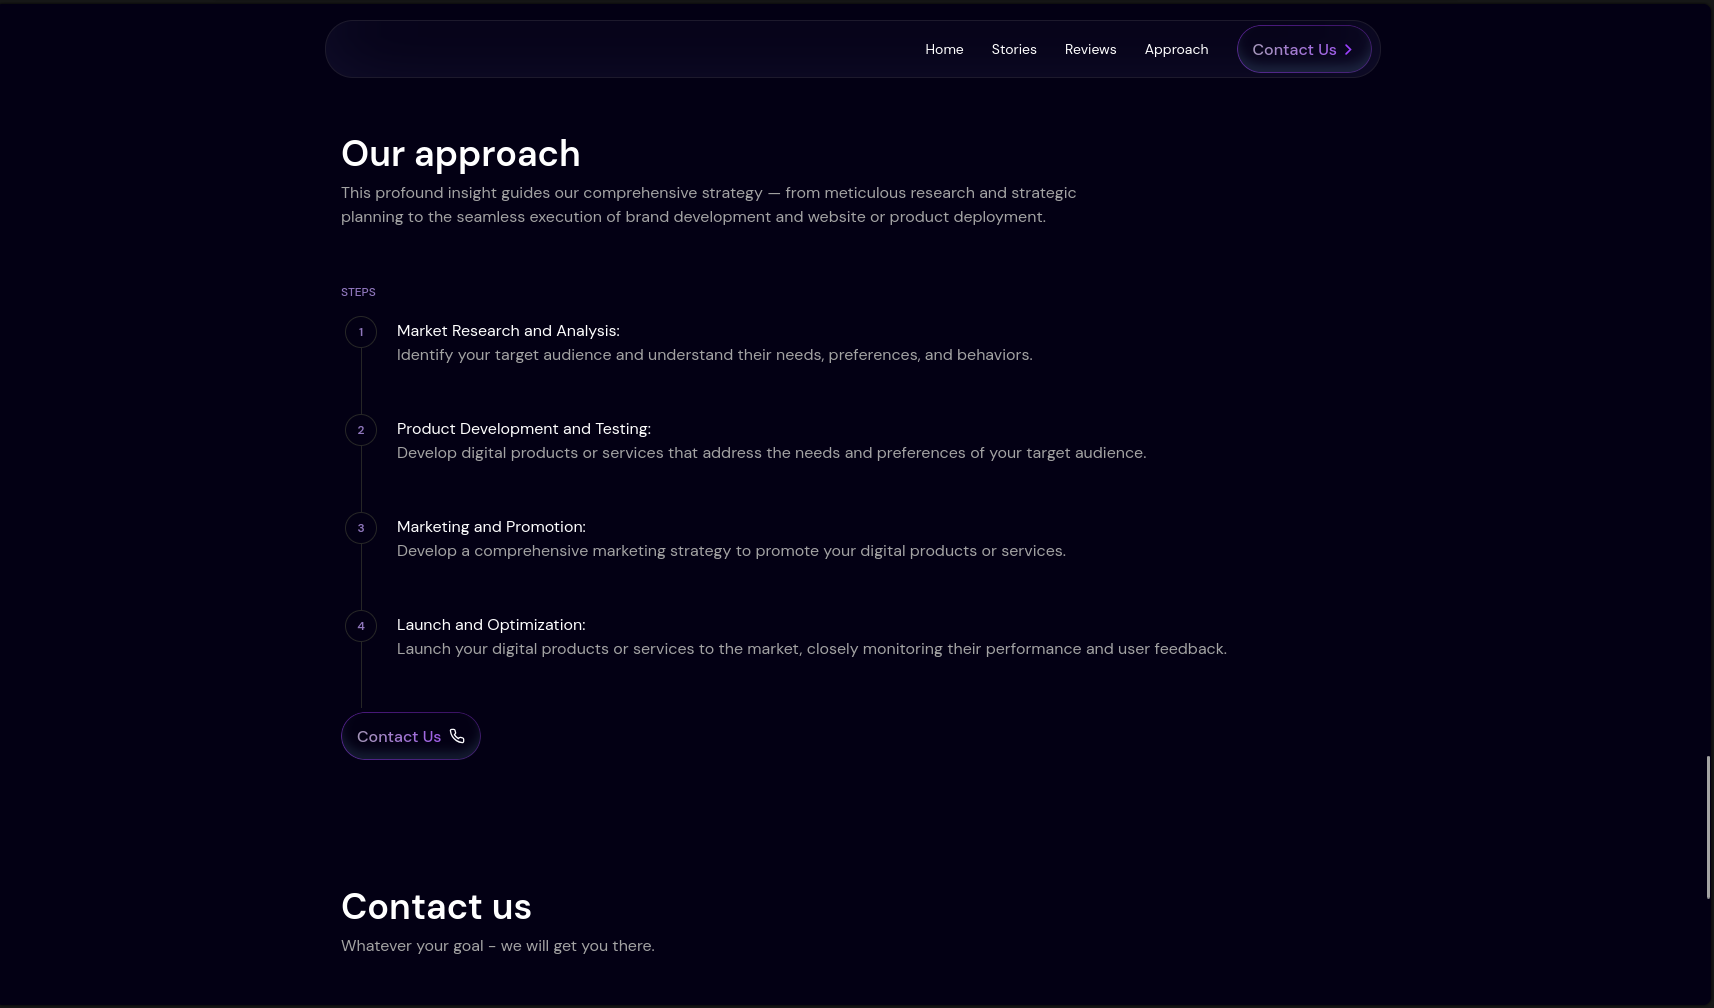 Home
Stories
Reviews
Approach
Contact Us
Our approach
This profound insight guides our comprehensive strategy — from meticulous research and strategic
planning to the seamless execution of brand development and website or product deployment.
STEPS
1
Market Research and Analysis:
Identify your target audience and understand their needs, preferences, and behaviors.
2
Product Development and Testing:
Develop digital products or services that address the needs and preferences of your target audience.
3
Marketing and Promotion:
Develop a comprehensive marketing strategy to promote your digital products or services.
4
Launch and Optimization:
Launch your digital products or services to the market, closely monitoring their performance and user feedback.
Contact Us
Contact us
Whatever your goal - we will get you there.